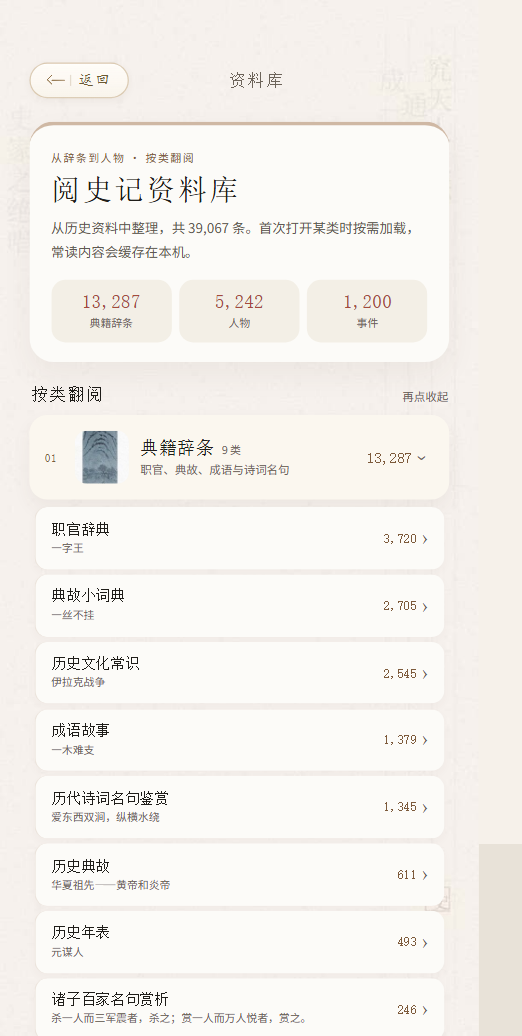 返回
资料库
从辞条到人物 · 按类翻阅
阅史记资料库
从历史资料中整理，共 39,067 条。首次打开某类时按需加载，
常读内容会缓存在本机。
13,287
典籍辞条
5,242
人物
1,200
事件
按类翻阅
再点收起
01
典籍辞条 9 类
职官、典故、成语与诗词名句
13,287
职官辞典
一字王
3,720
典故小词典
一丝不挂
2,705
历史文化常识
伊拉克战争
2,545
成语故事
一木难支
1,379
历代诗词名句鉴赏
爱东西双涧，纵横水绕
1,345
历史典故
华夏祖先——黄帝和炎帝
611
历史年表
元谋人
493
诸子百家名句赏析
杀一人而三军震者，杀之；赏一人而万人悦者，赏之。
246
究天人
通
成
史家之绝唱